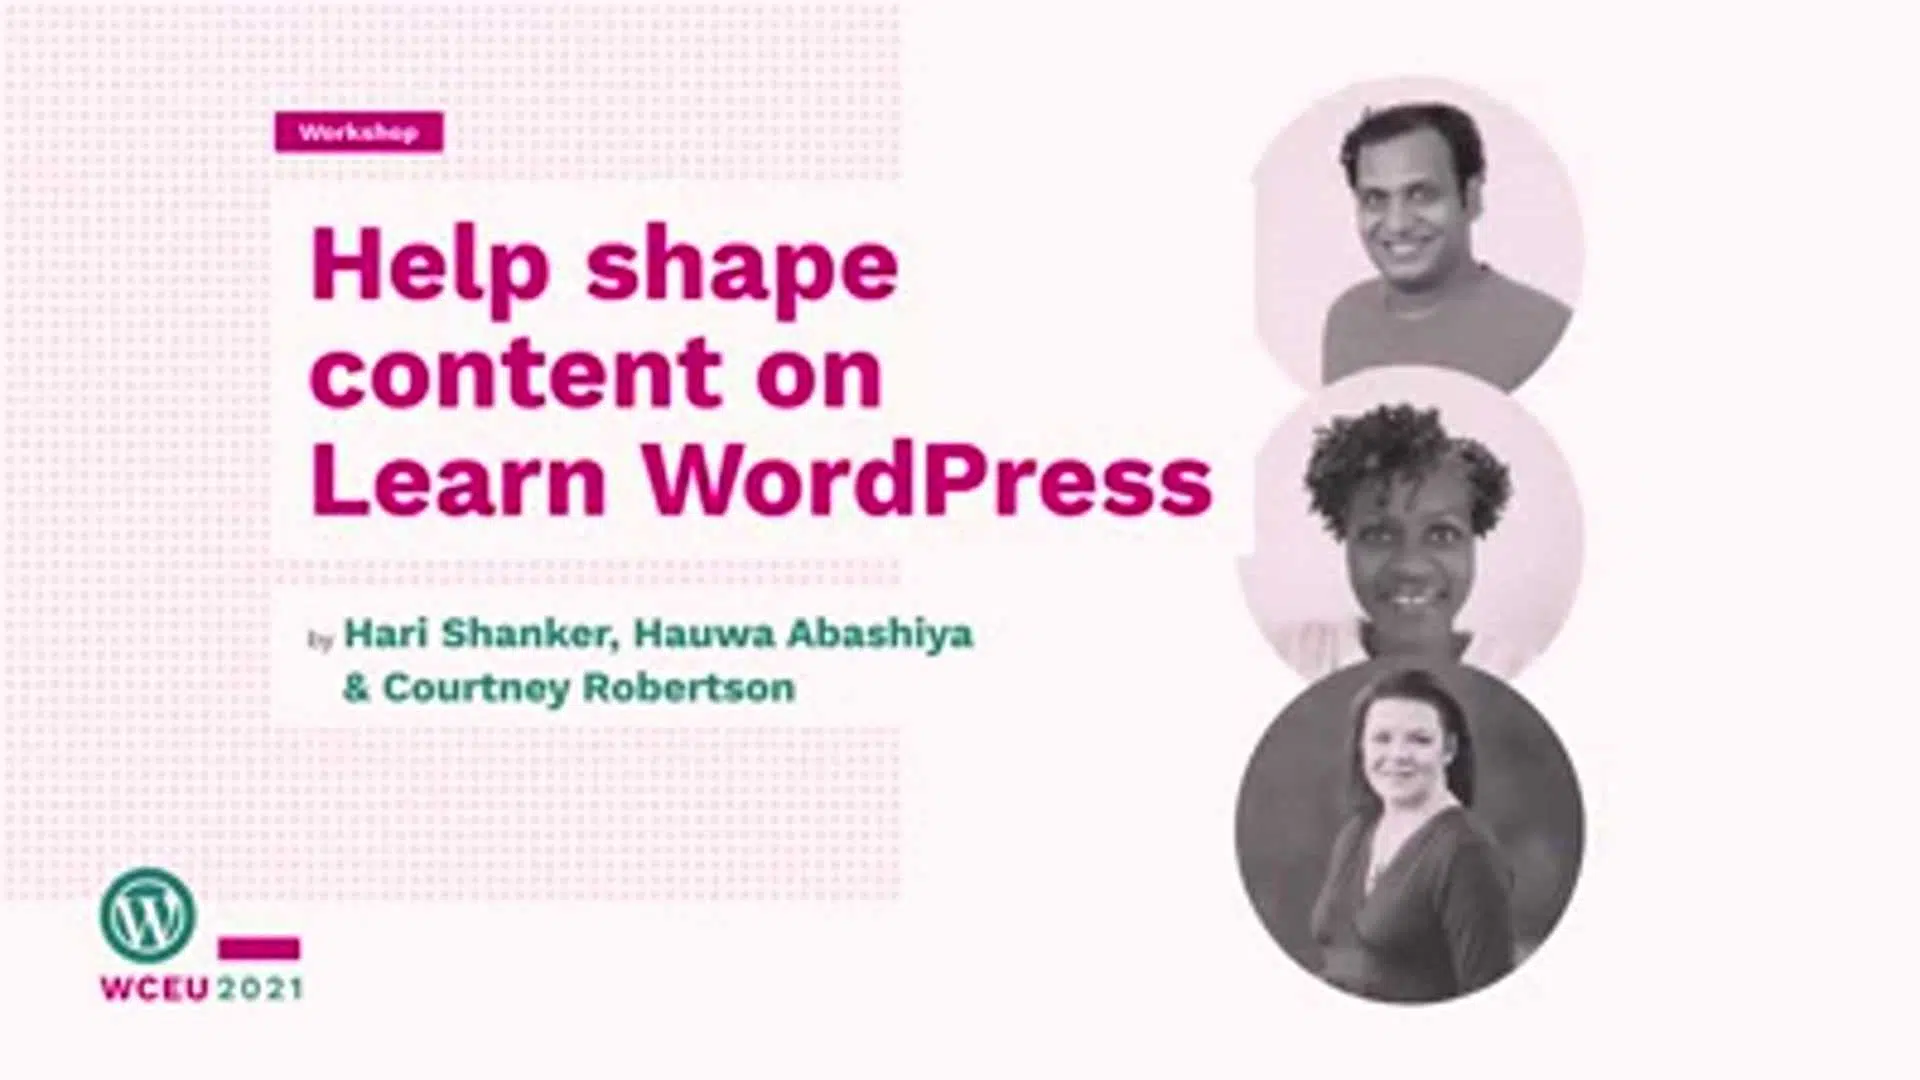 Workshop
Help shape
content on
Learn WordPress
by Hari Shanker, Hauwa Abashiya
& Courtney Robertson
W
WCEU 2021